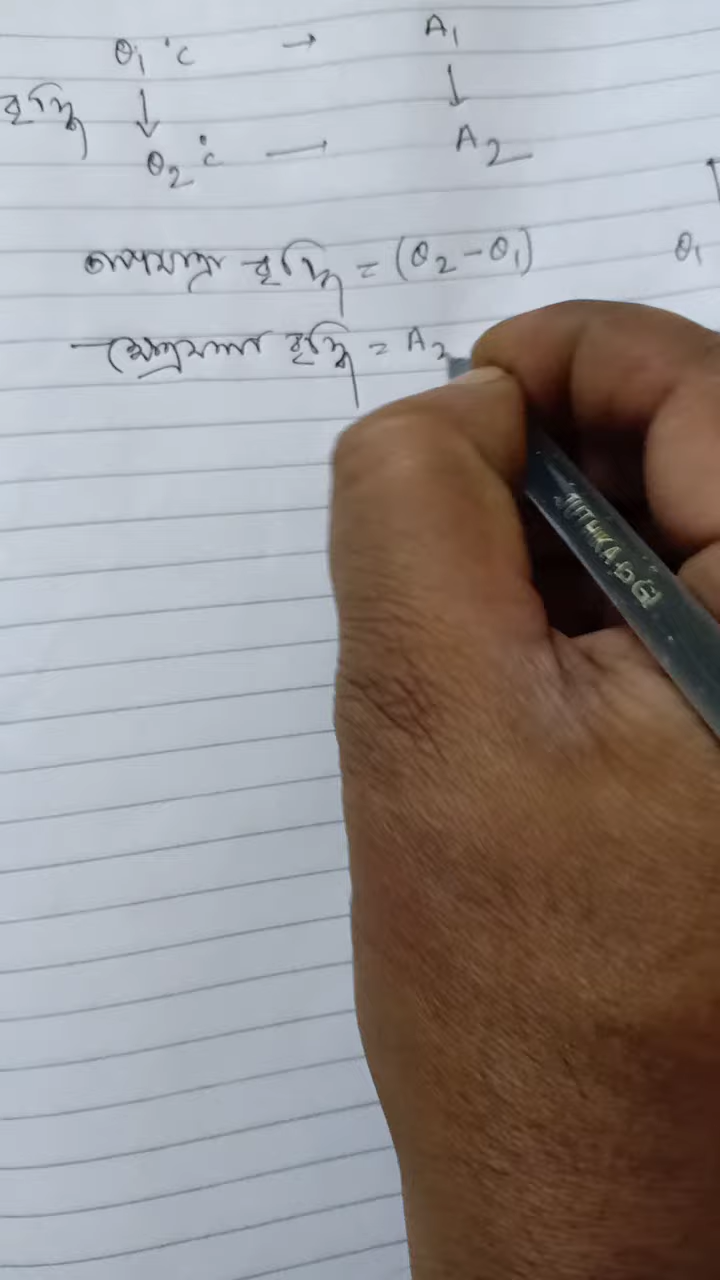 θ₁ °c → A₁
বৃদ্ধি ↓ ↓
θ₂ °c — A₂
তাপমাত্রা বৃদ্ধি = (θ₂ - θ₁)
θ₁
ক্ষেত্রফল বৃদ্ধি = A₂